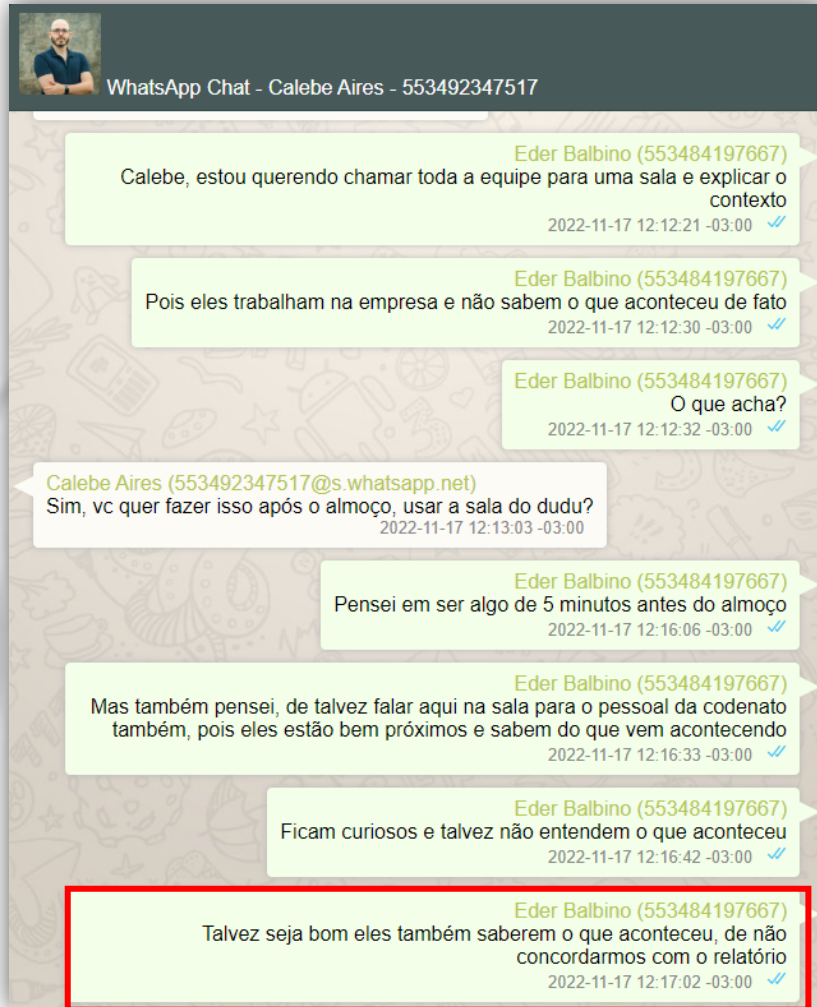 WhatsApp Chat - Calebe Aires - 553492347517
Eder Balbino (553484197667)
Calebe, estou querendo chamar toda a equipe para uma sala e explicar o
contexto
2022-11-17 12:12:21 -03:00
Eder Balbino (553484197667)
Pois eles trabalham na empresa e não sabem o que aconteceu de fato
2022-11-17 12:12:30 -03:00
Eder Balbino (553484197667)
O que acha?
2022-11-17 12:12:32 -03:00
Calebe Aires (553492347517@s.whatsapp.net)
Sim, vc quer fazer isso após o almoço, usar a sala do dudu?
2022-11-17 12:13:03 -03:00
Eder Balbino (553484197667)
Pensei em ser algo de 5 minutos antes do almoço
2022-11-17 12:16:06 -03:00
Eder Balbino (553484197667)
Mas também pensei, de talvez falar aqui na sala para o pessoal da codenato
também, pois eles estão bem próximos e sabem do que vem acontecendo
2022-11-17 12:16:33 -03:00
Eder Balbino (553484197667)
Ficam curiosos e talvez não entendem o que aconteceu
2022-11-17 12:16:42 -03:00
Eder Balbino (553484197667)
Talvez seja bom eles também saberem o que aconteceu, de não
concordarmos com o relatório
2022-11-17 12:17:02 -03:00